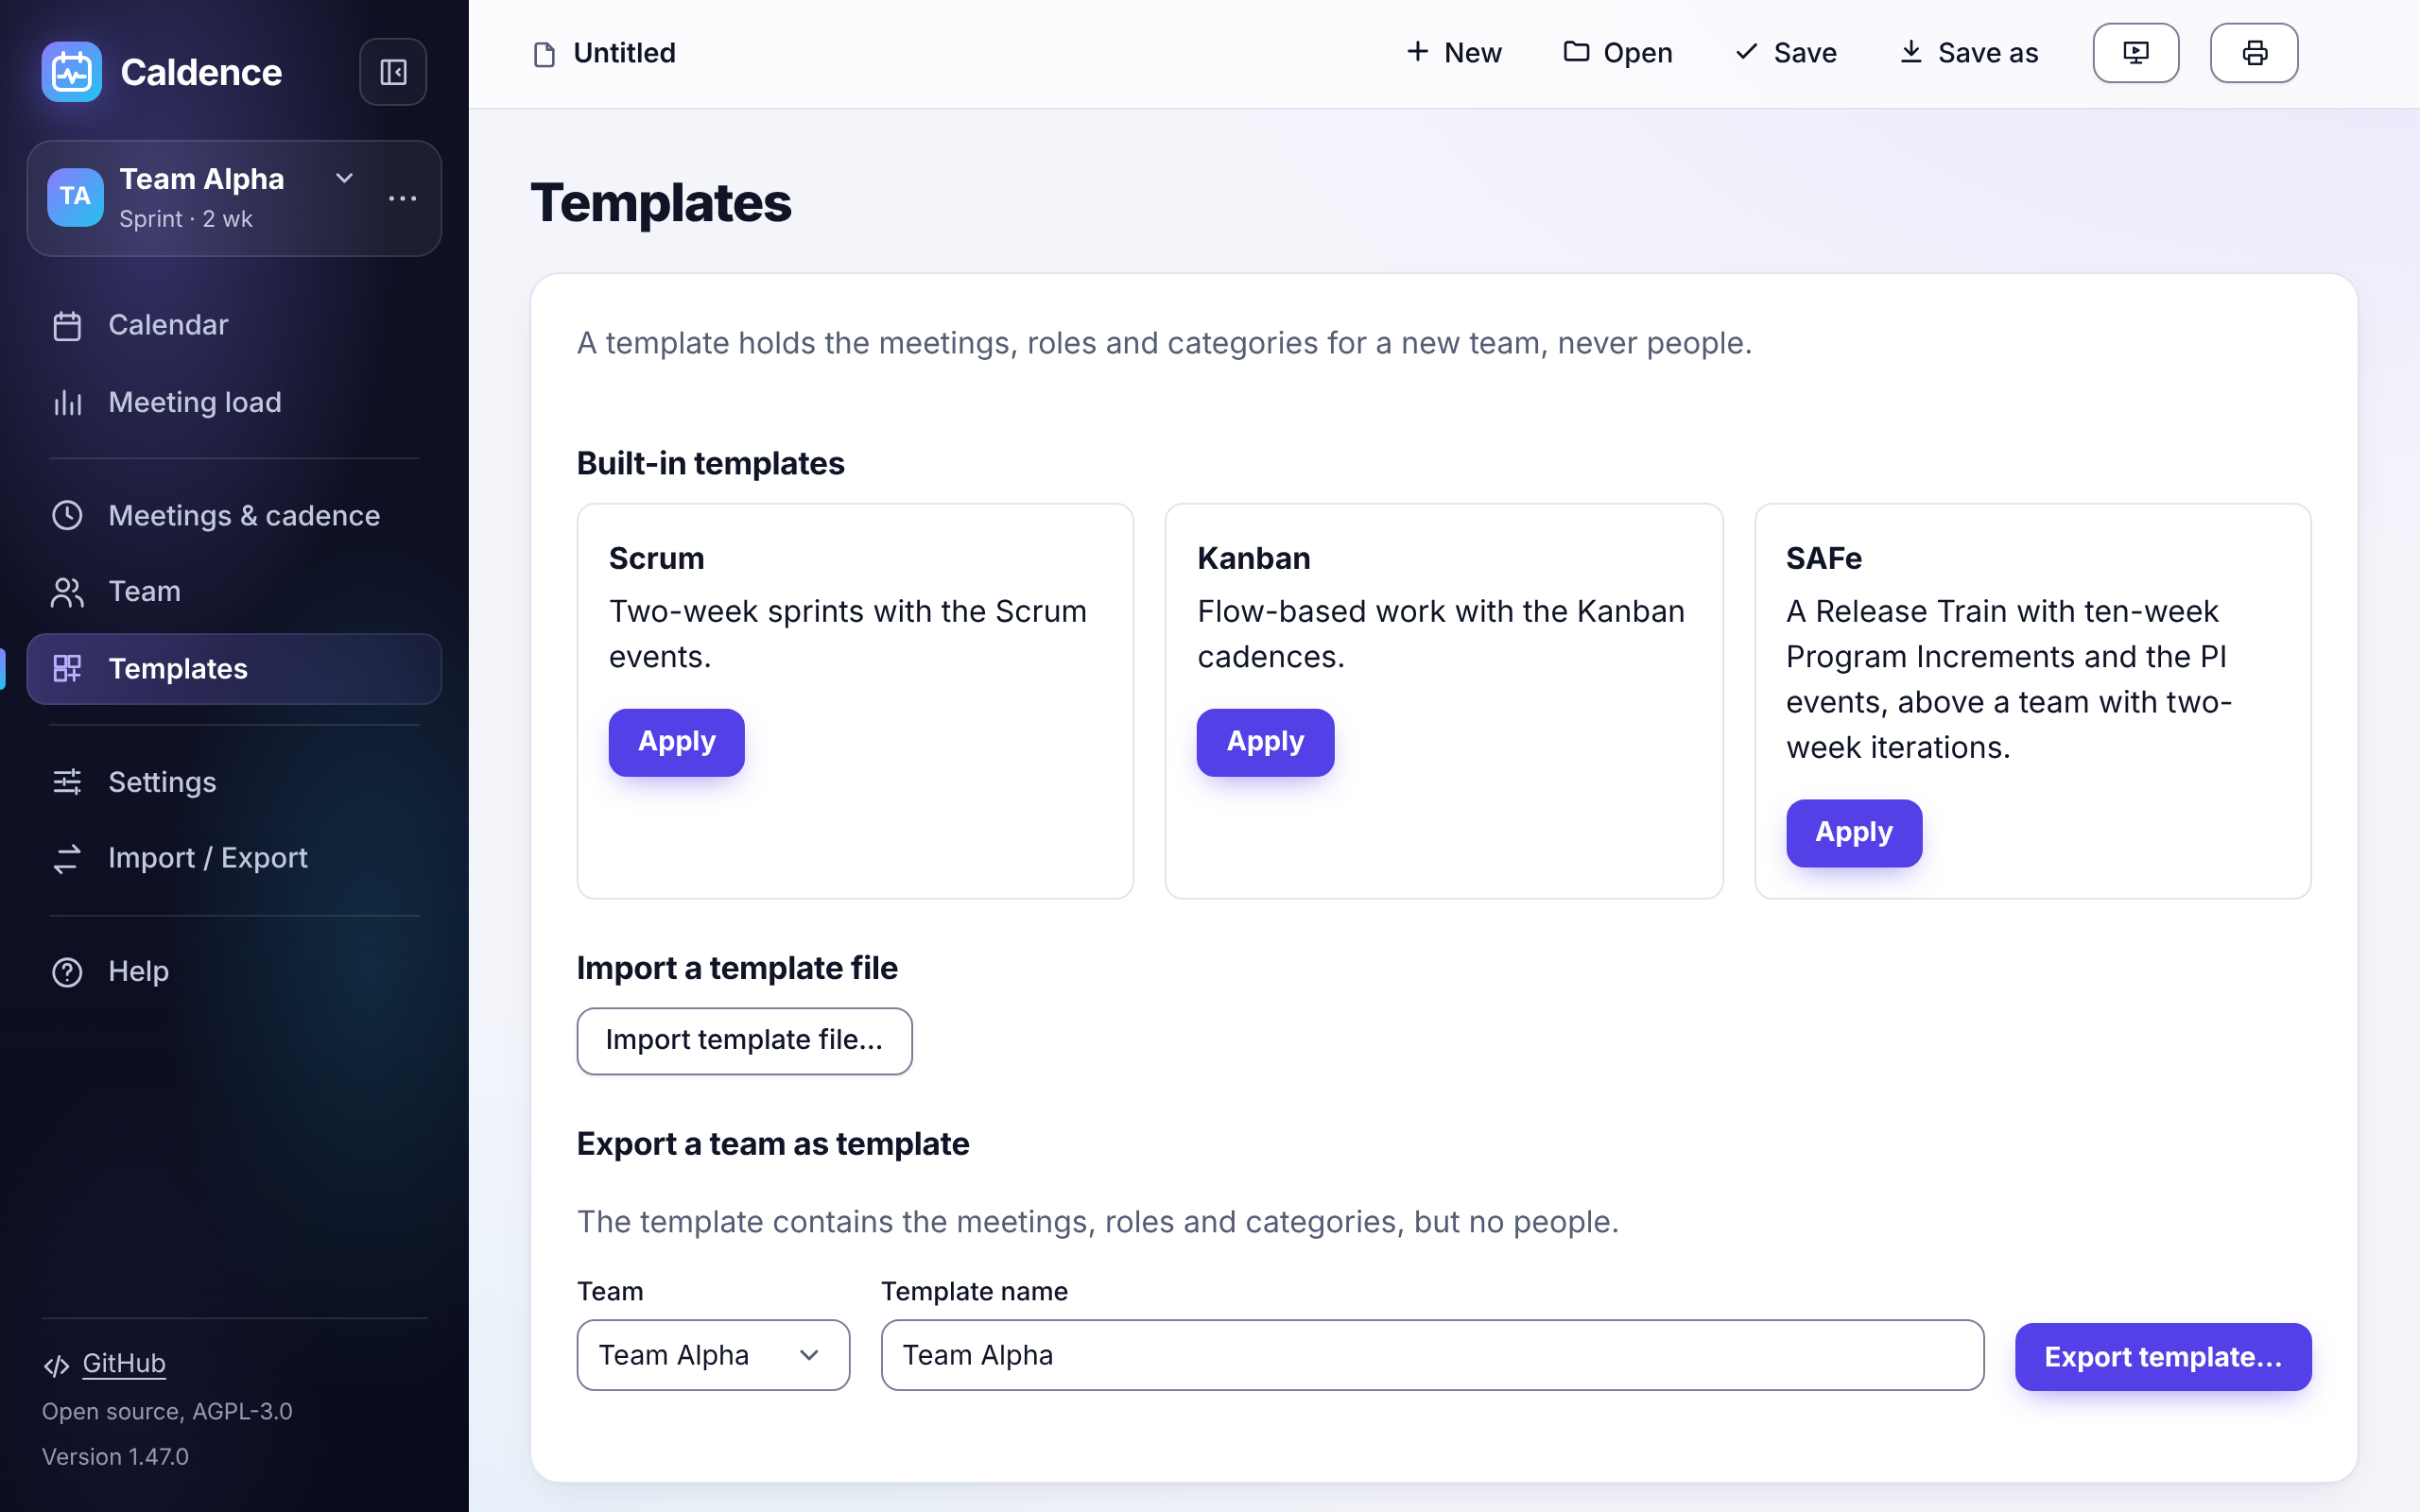 Caldence
TA
Team Alpha
Sprint · 2 wk
Calendar
Meeting load
Meetings & cadence
Team
Templates
Settings
Import / Export
Help
GitHub
Open source, AGPL-3.0
Version 1.47.0
Untitled
New
Open
Save
Save as
Templates
A template holds the meetings, roles and categories for a new team, never people.
Built-in templates
Scrum
Two-week sprints with the Scrum
events.
Apply
Kanban
Flow-based work with the Kanban
cadences.
Apply
SAFe
A Release Train with ten-week
Program Increments and the PI
events, above a team with two-
week iterations.
Apply
Import a template file
Import template file...
Export a team as template
The template contains the meetings, roles and categories, but no people.
Team
Team Alpha
Template name
Team Alpha
Export template...